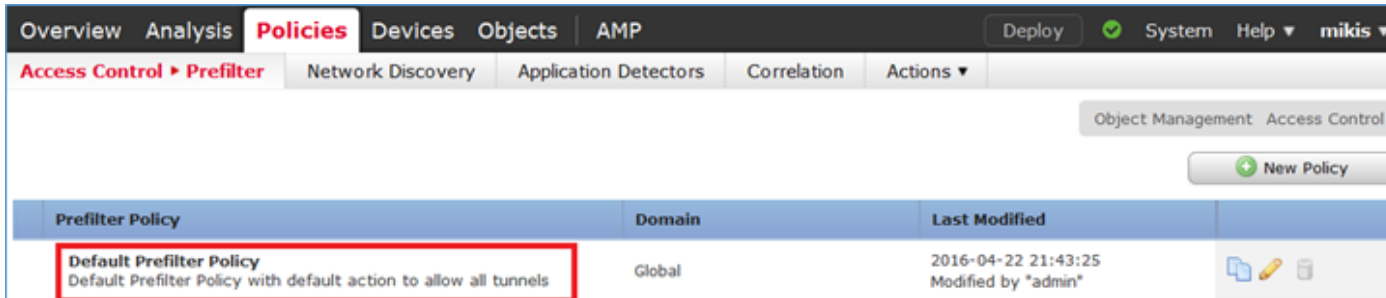 Overview Analysis Policies Devices Objects AMP Deploy System Help ▾ mikis ▾
Access Control ▸ Prefilter Network Discovery Application Detectors Correlation Actions ▾
Object Management Access Control
New Policy
Prefilter Policy Domain Last Modified
Default Prefilter Policy
Default Prefilter Policy with default action to allow all tunnels
Global
2016-04-22 21:43:25
Modified by "admin"